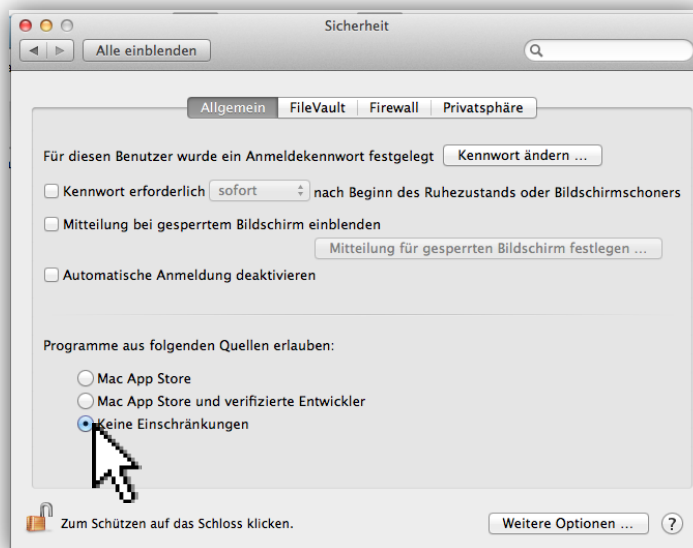 Sicherheit
Alle einblenden
Allgemein FileVault Firewall Privatsphäre
Für diesen Benutzer wurde ein Anmeldekennwort festgelegt Kennwort ändern ...
Kennwort erforderlich sofort nach Beginn des Ruhezustands oder Bildschirmschoners
Mitteilung bei gesperrtem Bildschirm einblenden
Mitteilung für gesperrten Bildschirm festlegen ...
Automatische Anmeldung deaktivieren
Programme aus folgenden Quellen erlauben:
Mac App Store
Mac App Store und verifizierte Entwickler
Keine Einschränkungen
Zum Schützen auf das Schloss klicken. Weitere Optionen ... ?